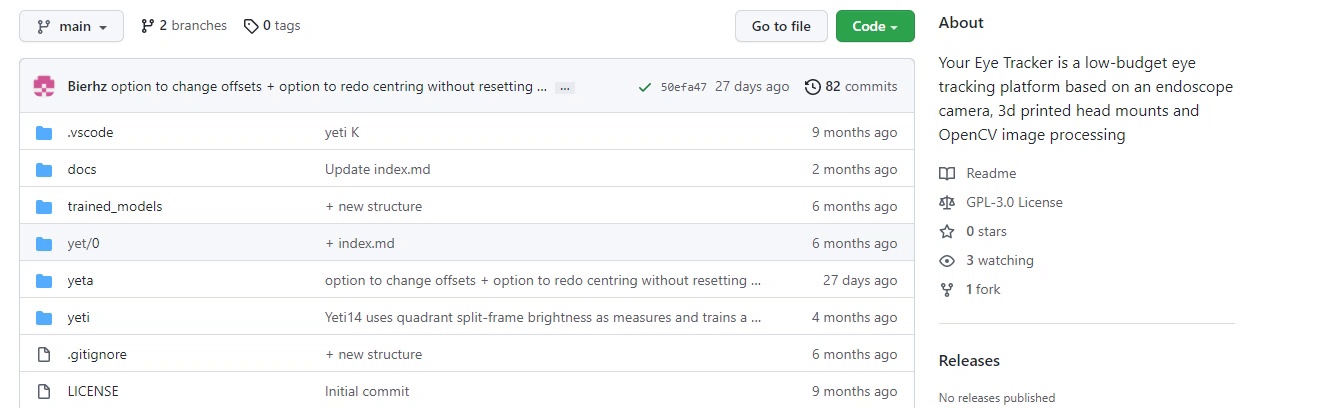 main
2 branches
0 tags
Go to file
Code
Bierhz option to change offsets + option to redo centring without resetting ... ...
50efa47 27 days ago
82 commits
.vscode yeti K 9 months ago
docs Update index.md 2 months ago
trained_models + new structure 6 months ago
yet/0 + index.md 6 months ago
yeta option to change offsets + option to redo centring without resetting ... 27 days ago
yeti Yeti14 uses quadrant split-frame brightness as measures and trains a ... 4 months ago
.gitignore + new structure 6 months ago
LICENSE Initial commit 9 months ago
About
Your Eye Tracker is a low-budget eye
tracking platform based on an endoscope
camera, 3d printed head mounts and
OpenCV image processing
Readme
GPL-3.0 License
0 stars
3 watching
1 fork
Releases
No releases published